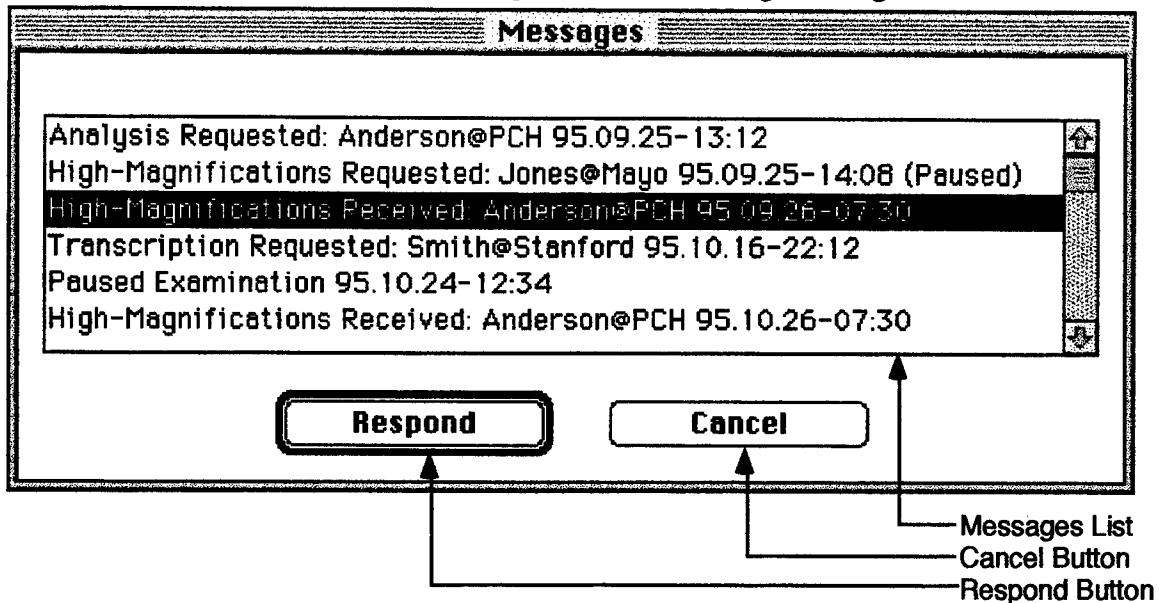 Messages
Analysis Requested: Anderson@PCH 95.09.25-13:12
High-Magnifications Requested: Jones@Mayo 95.09.25-14:08 (Paused)
High-Magnifications Received: Anderson@PCH 95.09.26-07:30
Transcription Requested: Smith@Stanford 95.10.16-22:12
Paused Examination 95.10.24-12:34
High-Magnifications Received: Anderson@PCH 95.10.26-07:30
Respond Cancel
Messages List
Cancel Button
Respond Button